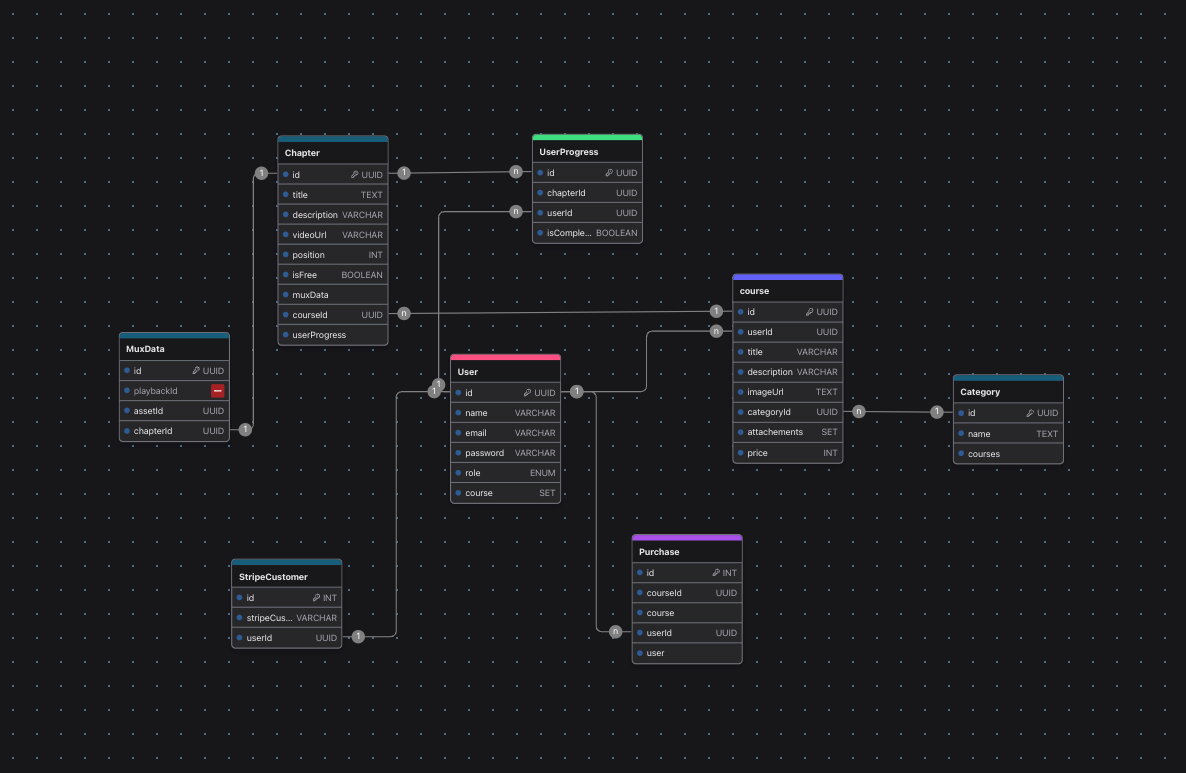 Chapter
id UUID
title TEXT
description VARCHAR
videoUrl VARCHAR
position INT
isFree BOOLEAN
muxData
courseId UUID
userProgress
1
1
n
UserProgress
id UUID
chapterId UUID
userId UUID
isComple... BOOLEAN
n
n
MuxData
id UUID
playbackId
assetId UUID
chapterId UUID
1
User
id UUID
name VARCHAR
email VARCHAR
password VARCHAR
role ENUM
course SET
1
1
1
course
id UUID
userId UUID
title VARCHAR
description VARCHAR
imageUrl TEXT
categoryId UUID
attachements SET
price INT
1
n
n
Category
id UUID
name TEXT
courses
1
StripeCustomer
id INT
stripeCus... VARCHAR
userId UUID
1
Purchase
id INT
courseId UUID
course
userId UUID
user
n